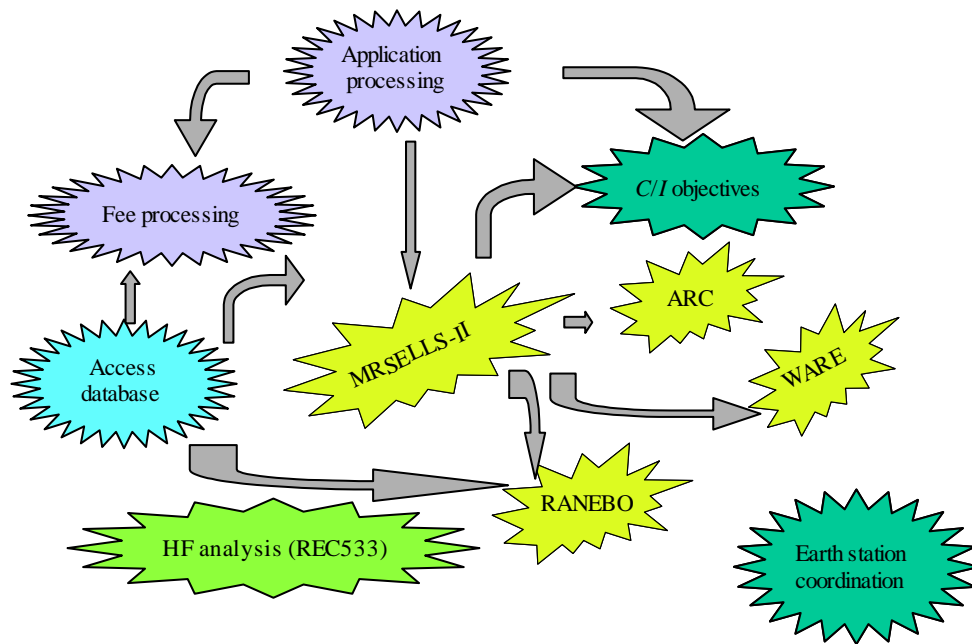 Application
processing
Fee processing
C/I objectives
ARC
MRSELLS-II
WARE
Access
database
RANEBO
HF analysis (REC533)
Earth station
coordination